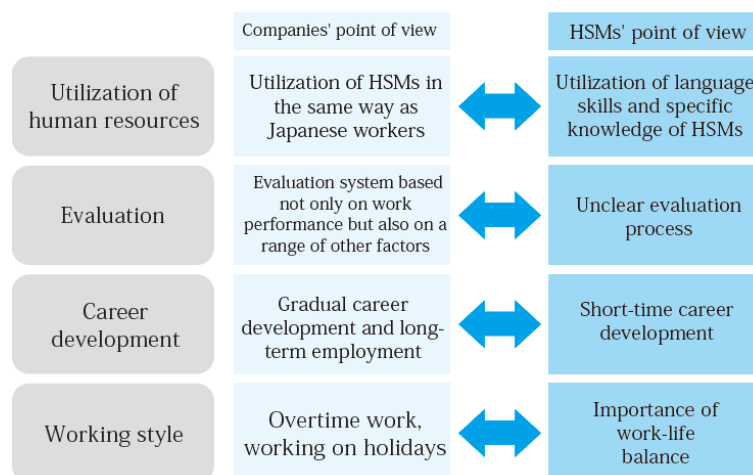 Companies' point of view
HSMs' point of view
Utilization of
human resources
Utilization of HSMs in
the same way as
Japanese workers
Utilization of language
skills and specific
knowledge of HSMs
Evaluation
Evaluation system based
not only on work
performance but also on a
range of other factors
Unclear evaluation
process
Career
development
Gradual career
development and long-
term employment
Short-time career
development
Working style
Overtime work,
working on holidays
Importance of
work-life
balance